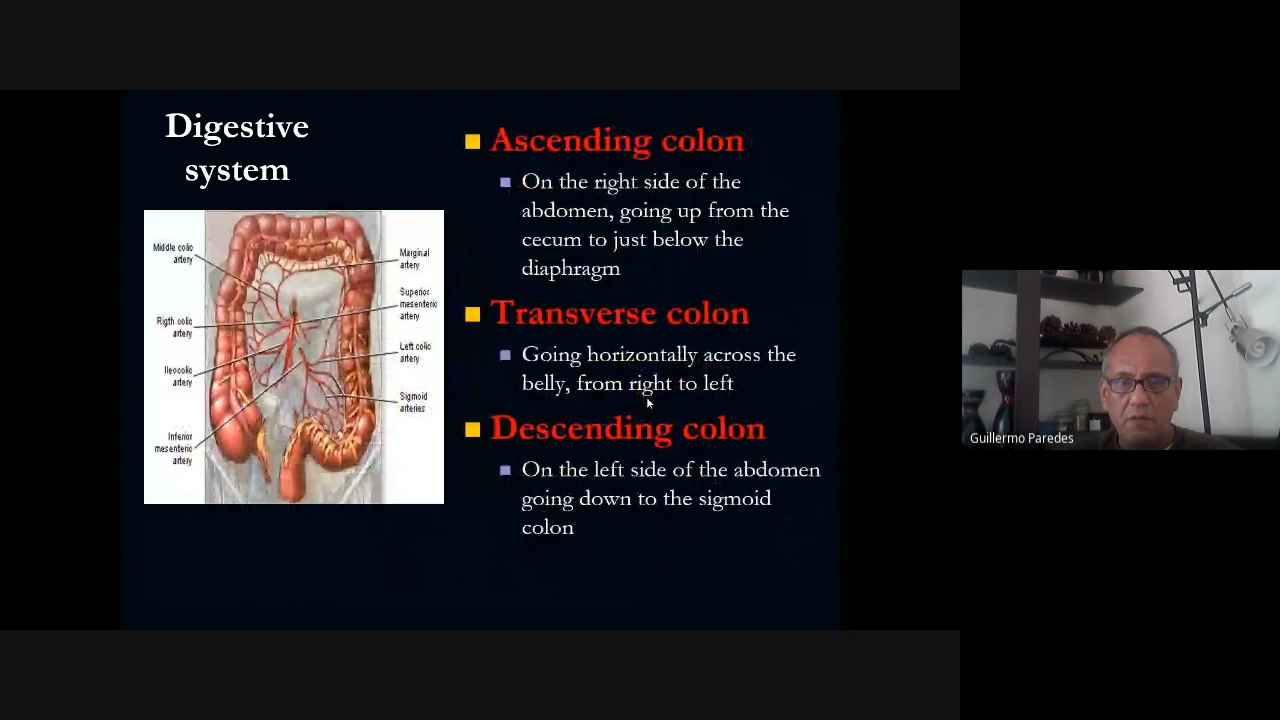 Digestive
system
Middle colic
artery
Rigth colic
artery
Ileocolic
artery
Inferior
mesenteric
artery
Marginal
artery
Superior
mesenteric
artery
Left colic
artery
Sigmoid
arteries
Ascending colon
On the right side of the
abdomen, going up from the
cecum to just below the
diaphragm
Transverse colon
Going horizontally across the
belly, from right to left
Descending colon
On the left side of the abdomen
going down to the sigmoid
colon
Guillermo Paredes